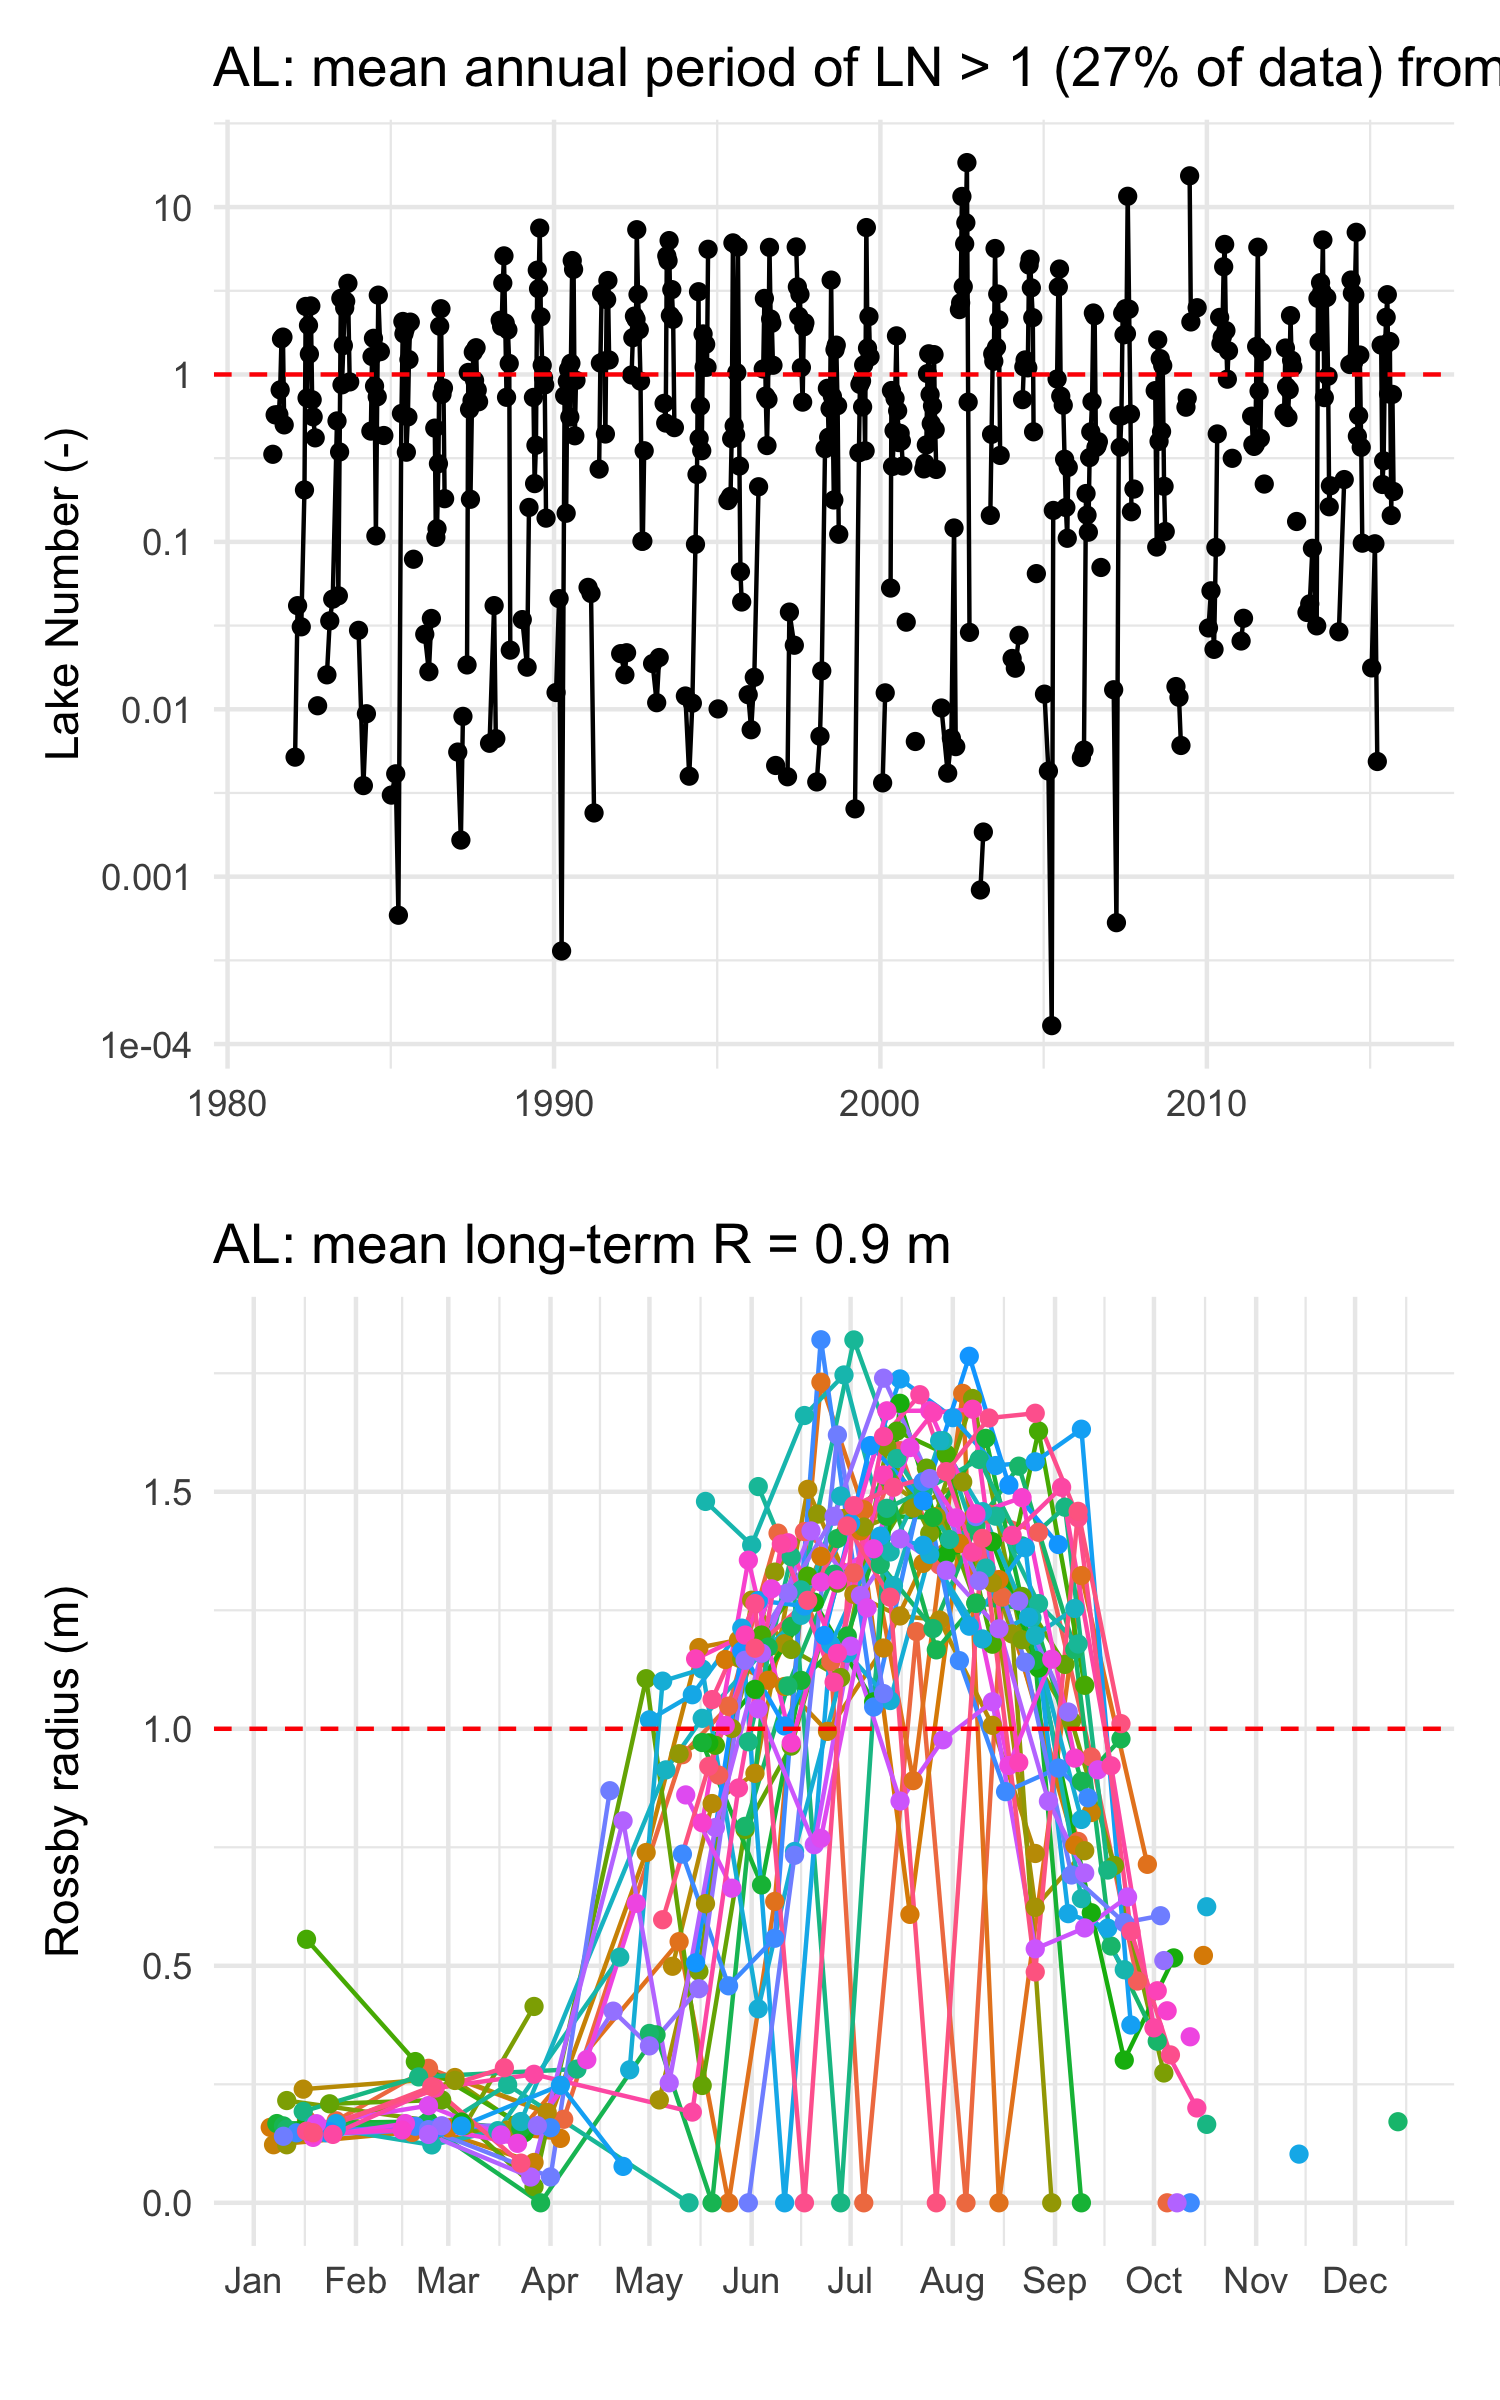 AL: mean annual period of LN > 1 (27% of data) from
Lake Number (-)
10
1
0.1
0.01
0.001
1e-04
1980 1990 2000 2010
AL: mean long-term R = 0.9 m
Rossby radius (m)
1.5
1.0
0.5
0.0
Jan Feb Mar Apr May Jun Jul Aug Sep Oct Nov Dec